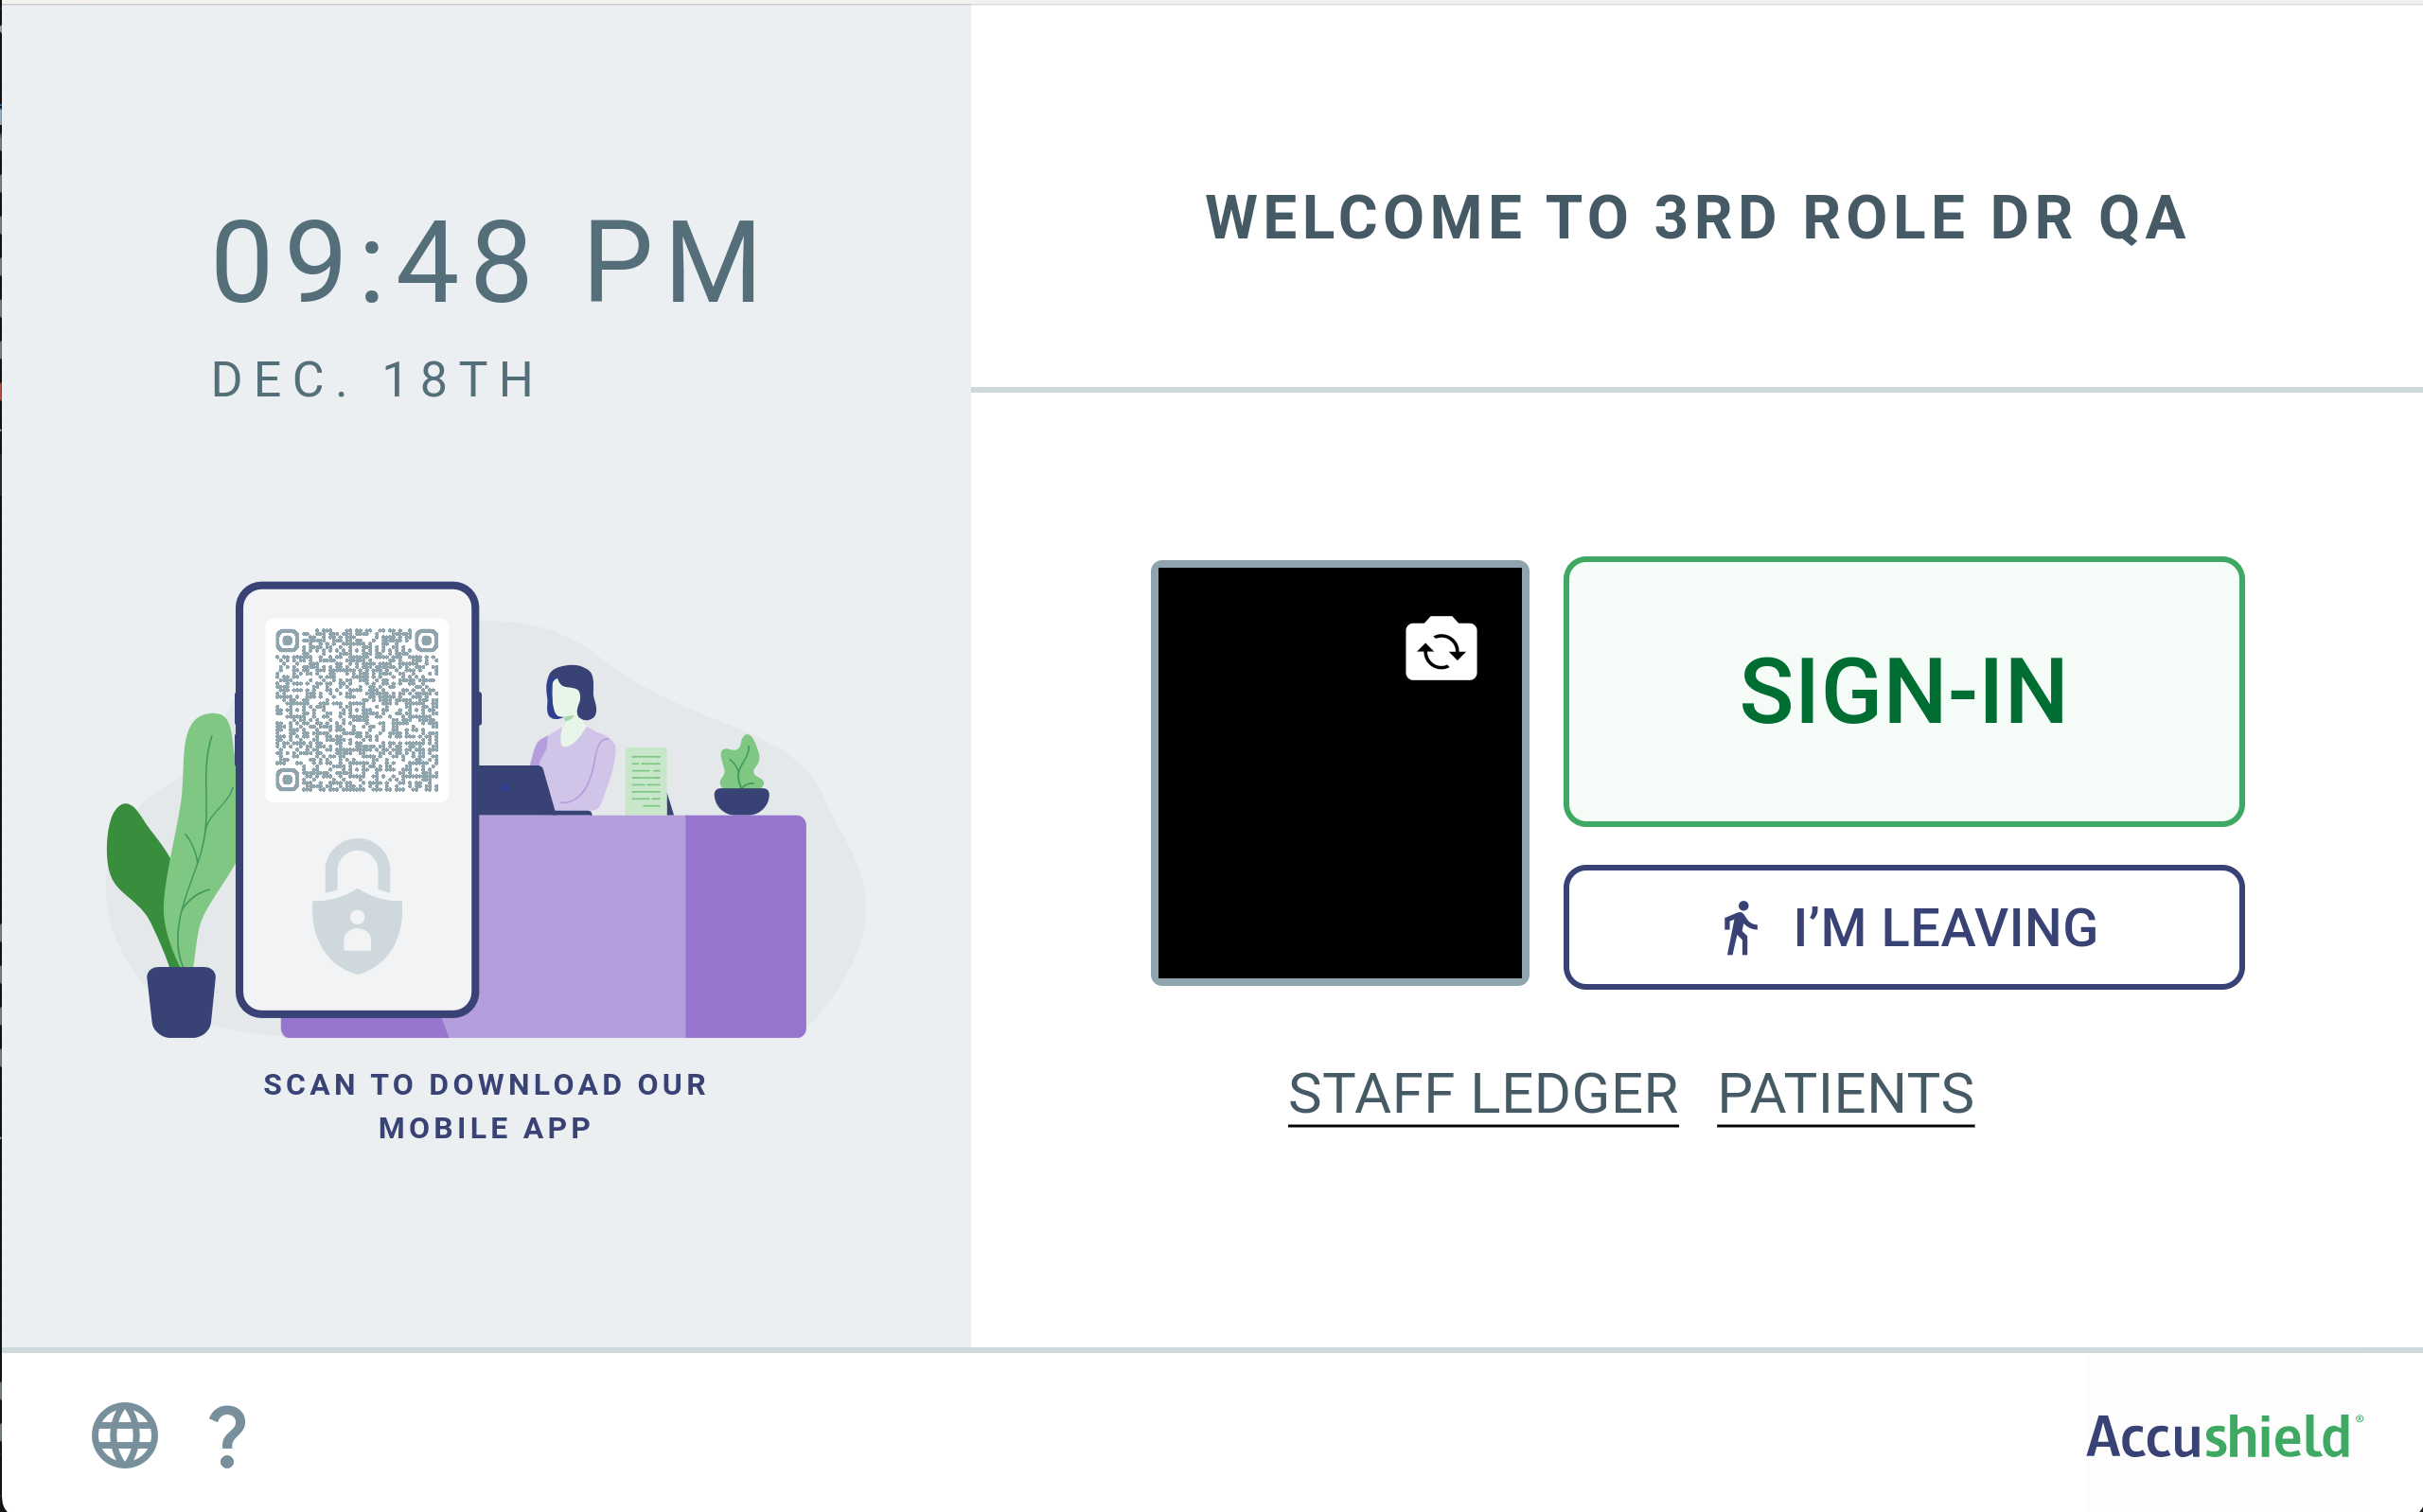 09:48 PM
DEC. 18TH
SCAN TO DOWNLOAD OUR
MOBILE APP
WELCOME TO 3RD ROLE DR QA
SIGN-IN
I’M LEAVING
STAFF LEDGER PATIENTS
?
Accushield®